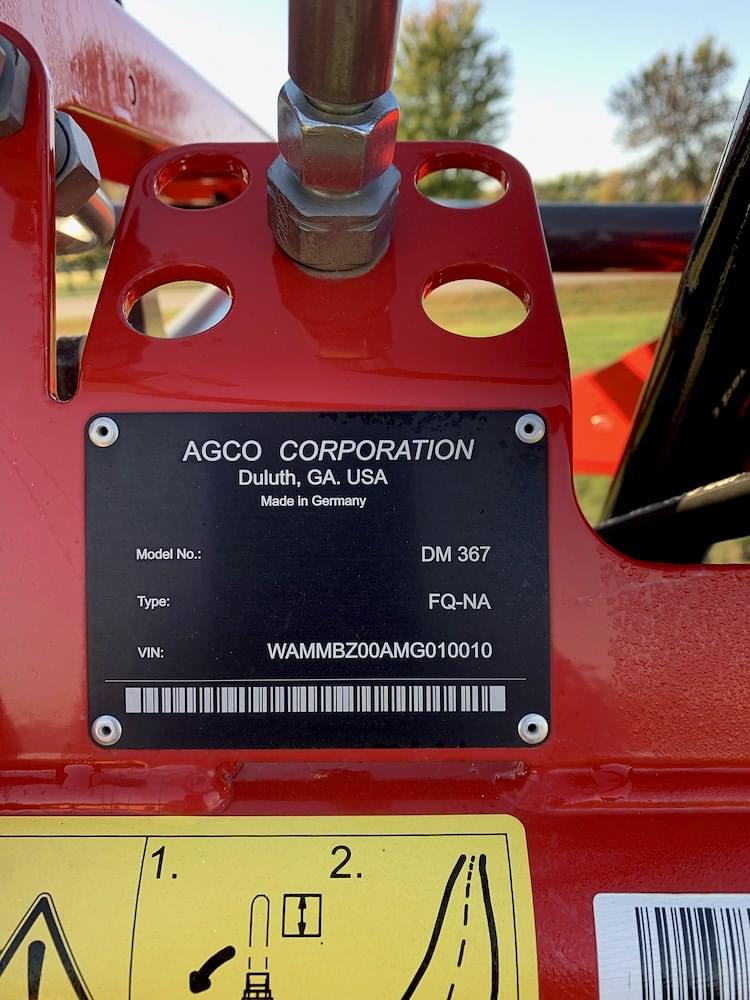 AGCO CORPORATION
Duluth, GA. USA
Made in Germany
Model No.: DM 367
Type: FQ-NA
VIN: WAMMBZ00AMG010010
1. 2.